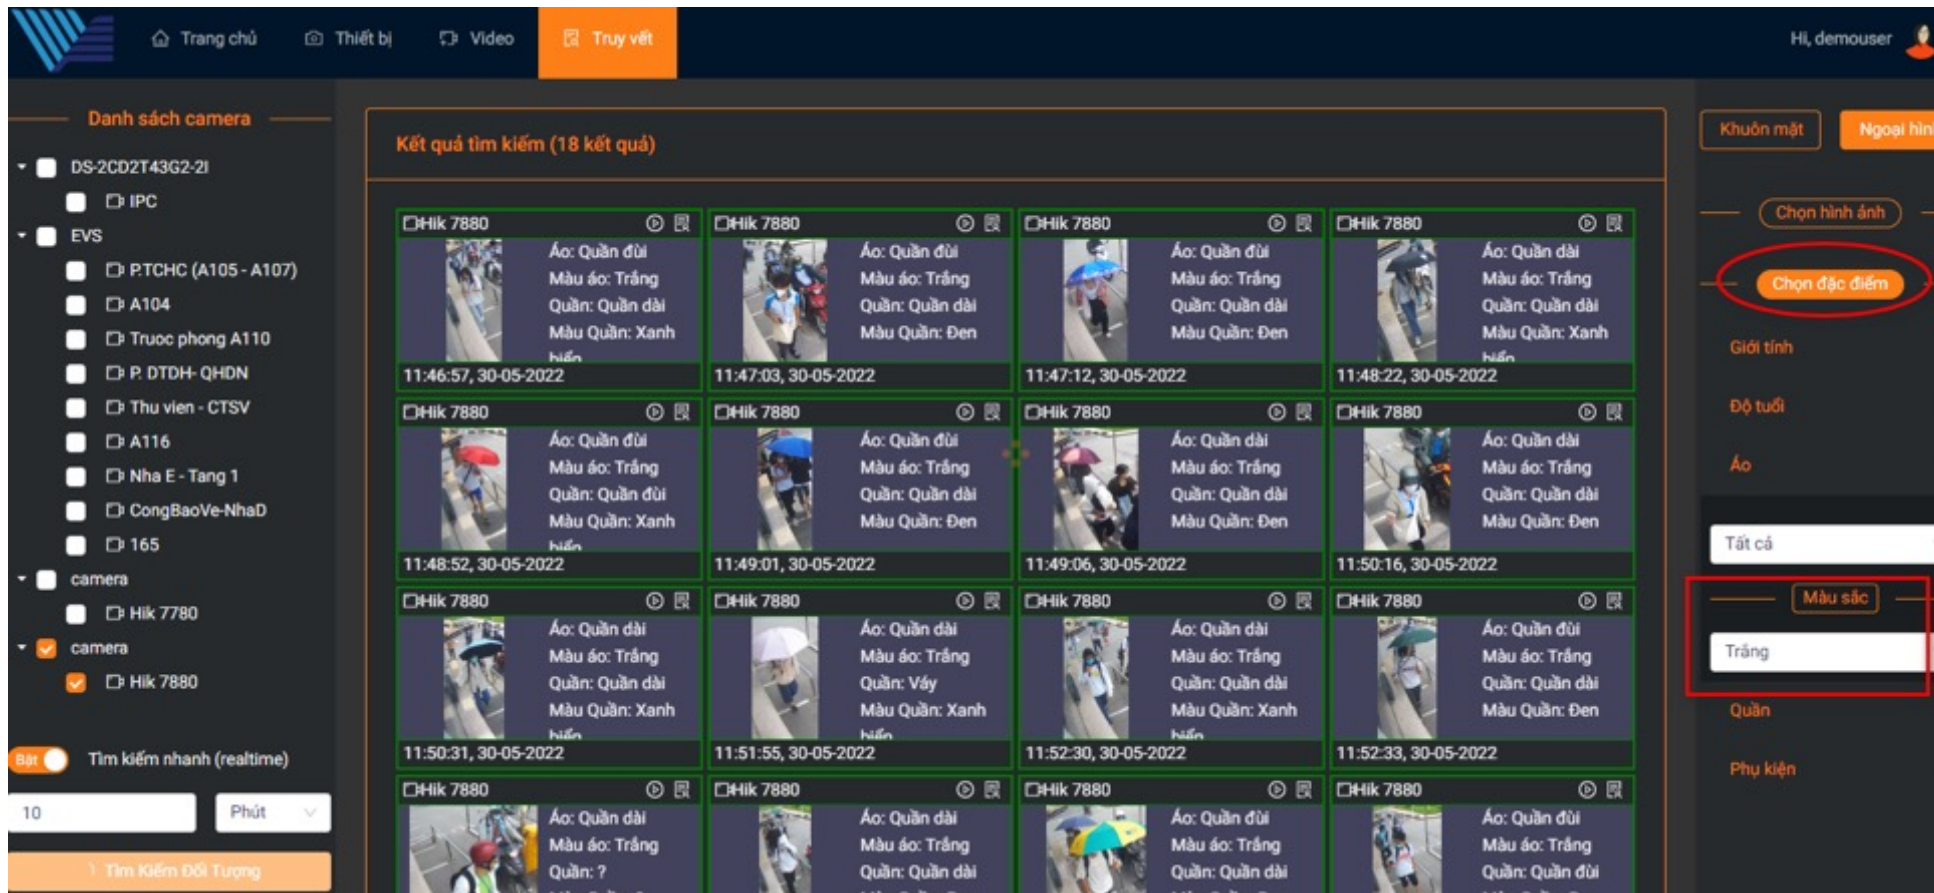 Trang chủ Thiết bị Video Truy vết Hi, demouser
Danh sách camera
DS-2CD2T43G2-2I
IPC
EVS
P.TCHC (A105 - A107)
A104
Truoc phong A110
P. DTDH- QHDN
Thu vien - CTSV
A116
Nha E - Tang 1
CongBaoVe-NhaD
165
camera
Hik 7780
camera
Hik 7880
Bật Tìm kiếm nhanh (realtime)
10 Phút
Tìm Kiếm Đối Tượng
Kết quả tìm kiếm (18 kết quả)
Hik 7880
Áo: Quần đùi
Màu áo: Trắng
Quần: Quần dài
Màu Quần: Xanh
biển
11:46:57, 30-05-2022
Hik 7880
Áo: Quần đùi
Màu áo: Trắng
Quần: Quần dài
Màu Quần: Đen
11:47:03, 30-05-2022
Hik 7880
Áo: Quần đùi
Màu áo: Trắng
Quần: Quần dài
Màu Quần: Đen
11:47:12, 30-05-2022
Hik 7880
Áo: Quần dài
Màu áo: Trắng
Quần: Quần dài
Màu Quần: Xanh
biển
11:48:22, 30-05-2022
Hik 7880
Áo: Quần đùi
Màu áo: Trắng
Quần: Quần đùi
Màu Quần: Xanh
biển
11:48:52, 30-05-2022
Hik 7880
Áo: Quần đùi
Màu áo: Trắng
Quần: Quần dài
Màu Quần: Đen
11:49:01, 30-05-2022
Hik 7880
Áo: Quần dài
Màu áo: Trắng
Quần: Quần dài
Màu Quần: Đen
11:49:06, 30-05-2022
Hik 7880
Áo: Quần dài
Màu áo: Trắng
Quần: Quần dài
Màu Quần: Đen
11:50:16, 30-05-2022
Hik 7880
Áo: Quần dài
Màu áo: Trắng
Quần: Quần dài
Màu Quần: Xanh
biển
11:50:31, 30-05-2022
Hik 7880
Áo: Quần dài
Màu áo: Trắng
Quần: Váy
Màu Quần: Xanh
biển
11:51:55, 30-05-2022
Hik 7880
Áo: Quần dài
Màu áo: Trắng
Quần: Quần dài
Màu Quần: Xanh
biển
11:52:30, 30-05-2022
Hik 7880
Áo: Quần đùi
Màu áo: Trắng
Quần: Quần dài
Màu Quần: Đen
11:52:33, 30-05-2022
Hik 7880
Áo: Quần dài
Màu áo: Trắng
Quần: ?
Hik 7880
Áo: Quần dài
Màu áo: Trắng
Quần: Quần dài
Hik 7880
Áo: Quần đùi
Màu áo: Trắng
Quần: Quần dài
Hik 7880
Áo: Quần đùi
Màu áo: Trắng
Quần: Quần đùi
Khuôn mặt Ngoại hìn
Chọn hình ảnh
Chọn đặc điểm
Giới tính
Độ tuổi
Áo
Tất cả
Màu sắc
Trắng
Quần
Phụ kiện